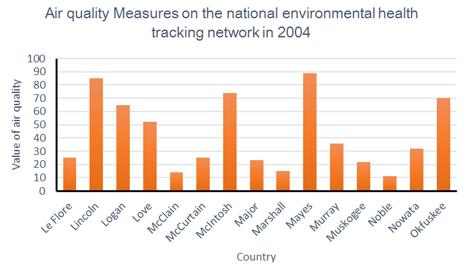 Air quality Measures on the national environmental health
tracking network in 2004
100
90
80
70
60
50
40
30
20
10
0
Value of air quality
Le Flore
Lincoln
Logan
Love
McClain
McCurtain
McIntosh
Major
Marshall
Mayes
Murray
Muskogee
Noble
Nowata
Okfuskee
Country